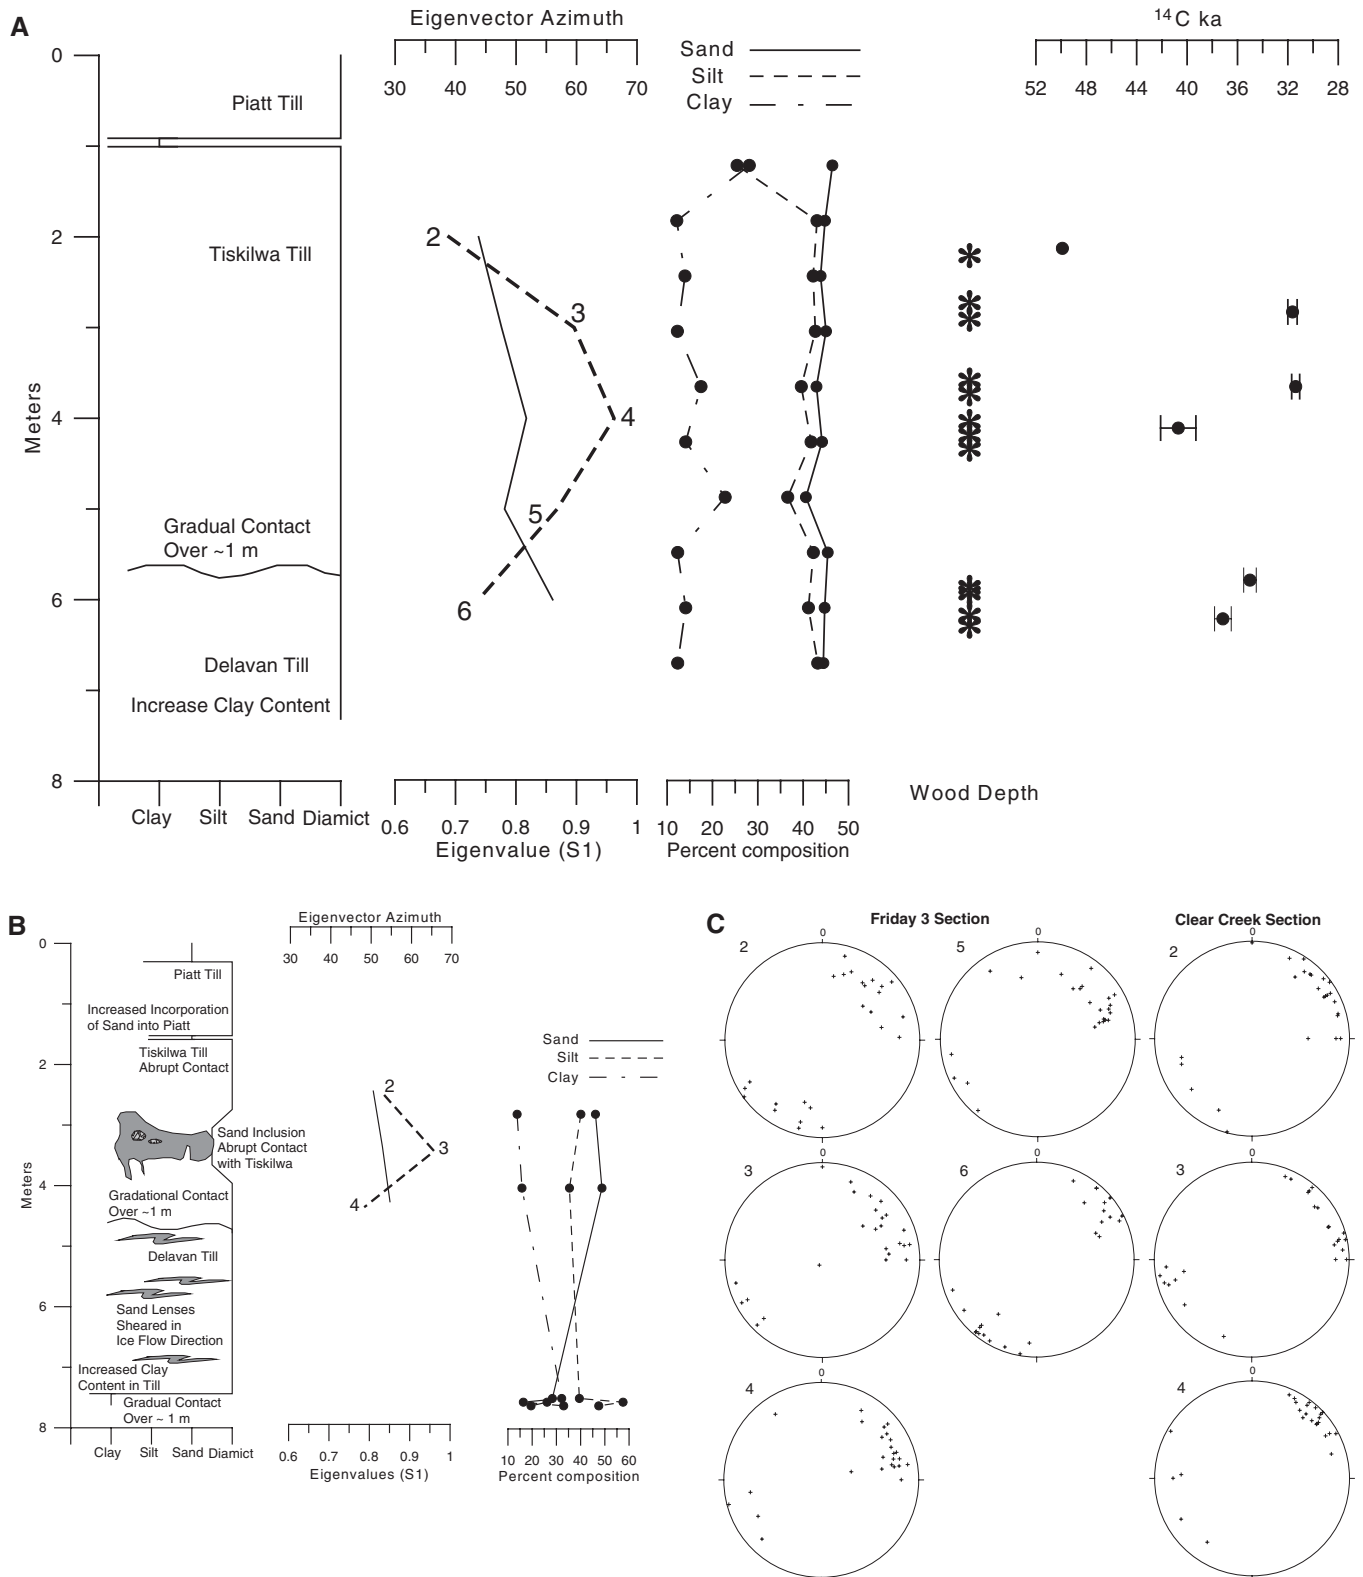 A
Eigenvector Azimuth
30 40 50 60 70
Sand
Silt
Clay
14C ka
52 48 44 40 36 32 28
0
2
4
6
8
Meters
Piatt Till
Tiskilwa Till
Gradual Contact
Over ~1 m
Delavan Till
Increase Clay Content
Clay Silt Sand Diamict
2
3
4
5
6
0.6 0.7 0.8 0.9 1
Eigenvalue (S1)
10 20 30 40 50
Percent composition
Wood Depth
B
Eigenvector Azimuth
30 40 50 60 70
0
2
4
6
8
Meters
Piatt Till
Increased Incorporation
of Sand into Piatt
Tiskilwa Till
Abrupt Contact
Sand Inclusion
Abrupt Contact
with Tiskilwa
Gradational Contact
Over ~1 m
Delavan Till
Sand Lenses
Sheared in
Ice Flow Direction
Increased Clay
Content in Till
Gradual Contact
Over ~ 1 m
Clay Silt Sand Diamict
2
3
4
0.6 0.7 0.8 0.9 1
Eigenvalues (S1)
Sand
Silt
Clay
10 20 30 40 50 60
Percent composition
C
Friday 3 Section
Clear Creek Section
2 0
5 0
2 0
3 0
6 0
3 0
4 0
4 0